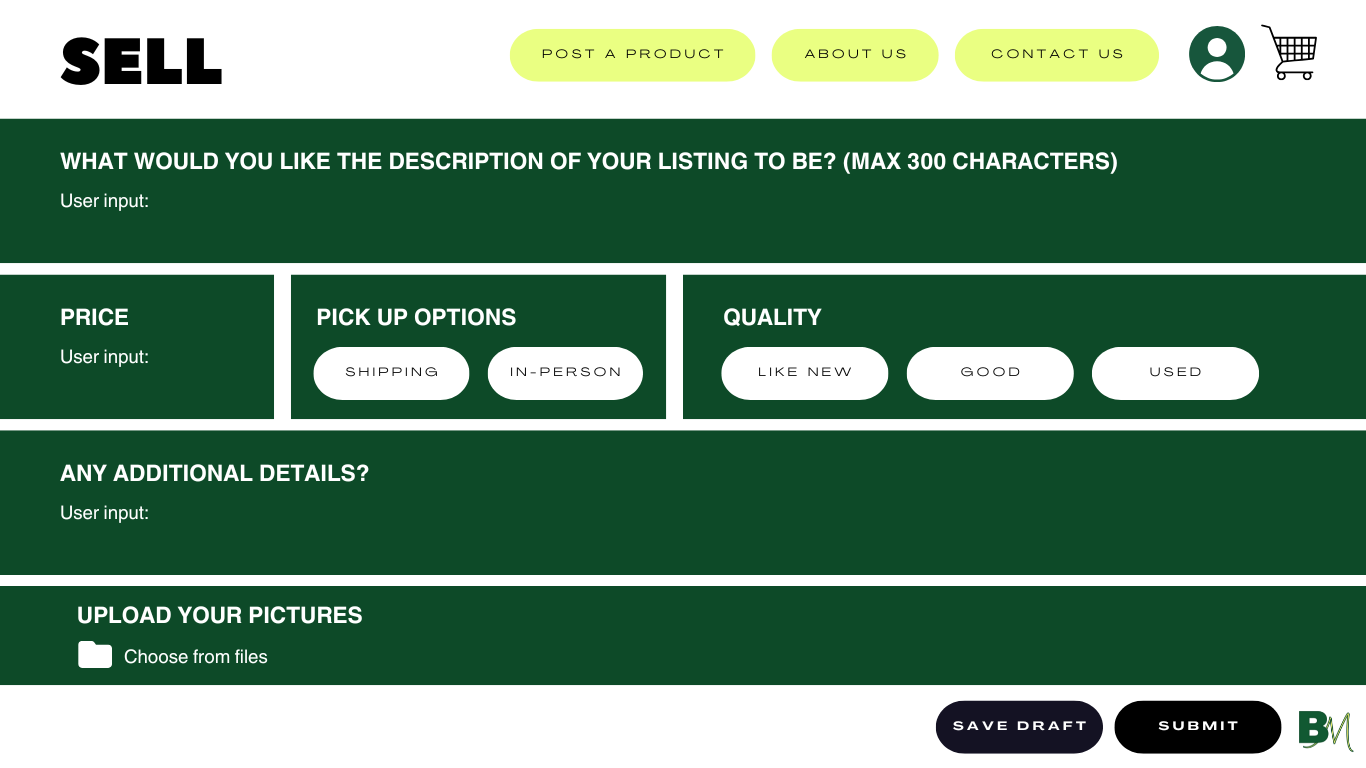 SELL
POST A PRODUCT
ABOUT US
CONTACT US
WHAT WOULD YOU LIKE THE DESCRIPTION OF YOUR LISTING TO BE? (MAX 300 CHARACTERS)
User input:
PRICE
User input:
PICK UP OPTIONS
SHIPPING
IN-PERSON
QUALITY
LIKE NEW
GOOD
USED
ANY ADDITIONAL DETAILS?
User input:
UPLOAD YOUR PICTURES
Choose from files
SAVE DRAFT
SUBMIT
BM